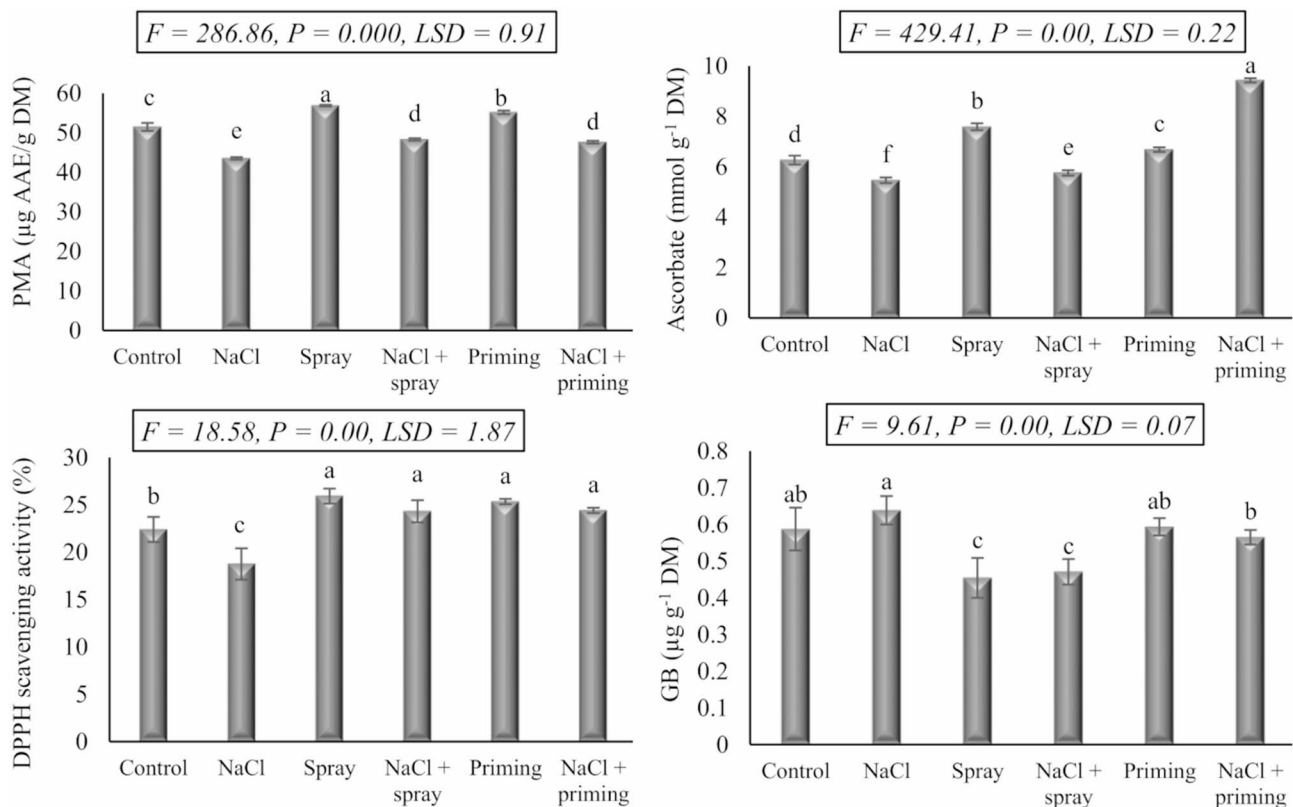 F = 286.86, P = 0.000, LSD = 0.91
PMA (µg AAE/g DM)
60
50
40
30
20
10
0
c
e
a
d
b
d
Control
NaCl
Spray
NaCl +
spray
Priming
NaCl +
priming
F = 429.41, P = 0.00, LSD = 0.22
Ascorbate (mmol g⁻¹ DM)
10
8
6
4
2
0
d
f
b
e
c
a
Control
NaCl
Spray
NaCl +
spray
Priming
NaCl +
priming
F = 18.58, P = 0.00, LSD = 1.87
DPPH scavenging activity (%)
30
25
20
15
10
5
0
b
c
a
a
a
a
Control
NaCl
Spray
NaCl +
spray
Priming
NaCl +
priming
F = 9.61, P = 0.00, LSD = 0.07
GB (µg g⁻¹ DM)
0.8
0.7
0.6
0.5
0.4
0.3
0.2
0.1
0
ab
a
c
c
ab
b
Control
NaCl
Spray
NaCl +
spray
Priming
NaCl +
priming